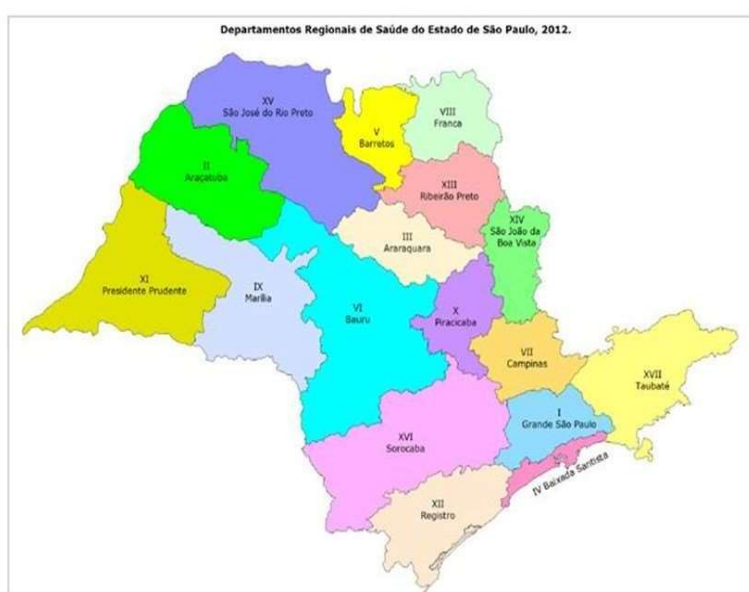 Departamentos Regionais de Saúde do Estado de São Paulo, 2012.
XV
São José do Rio Preto
V
Barretos
VIII
Franca
II
Araçatuba
XIII
Ribeirão Preto
XIV
São João da
Boa Vista
III
Araraquara
XI
Presidente Prudente
IX
Marília
VI
Bauru
X
Piracicaba
VII
Campinas
XVII
Taubaté
I
Grande São Paulo
XVI
Sorocaba
IV Baixada Santista
XII
Registro